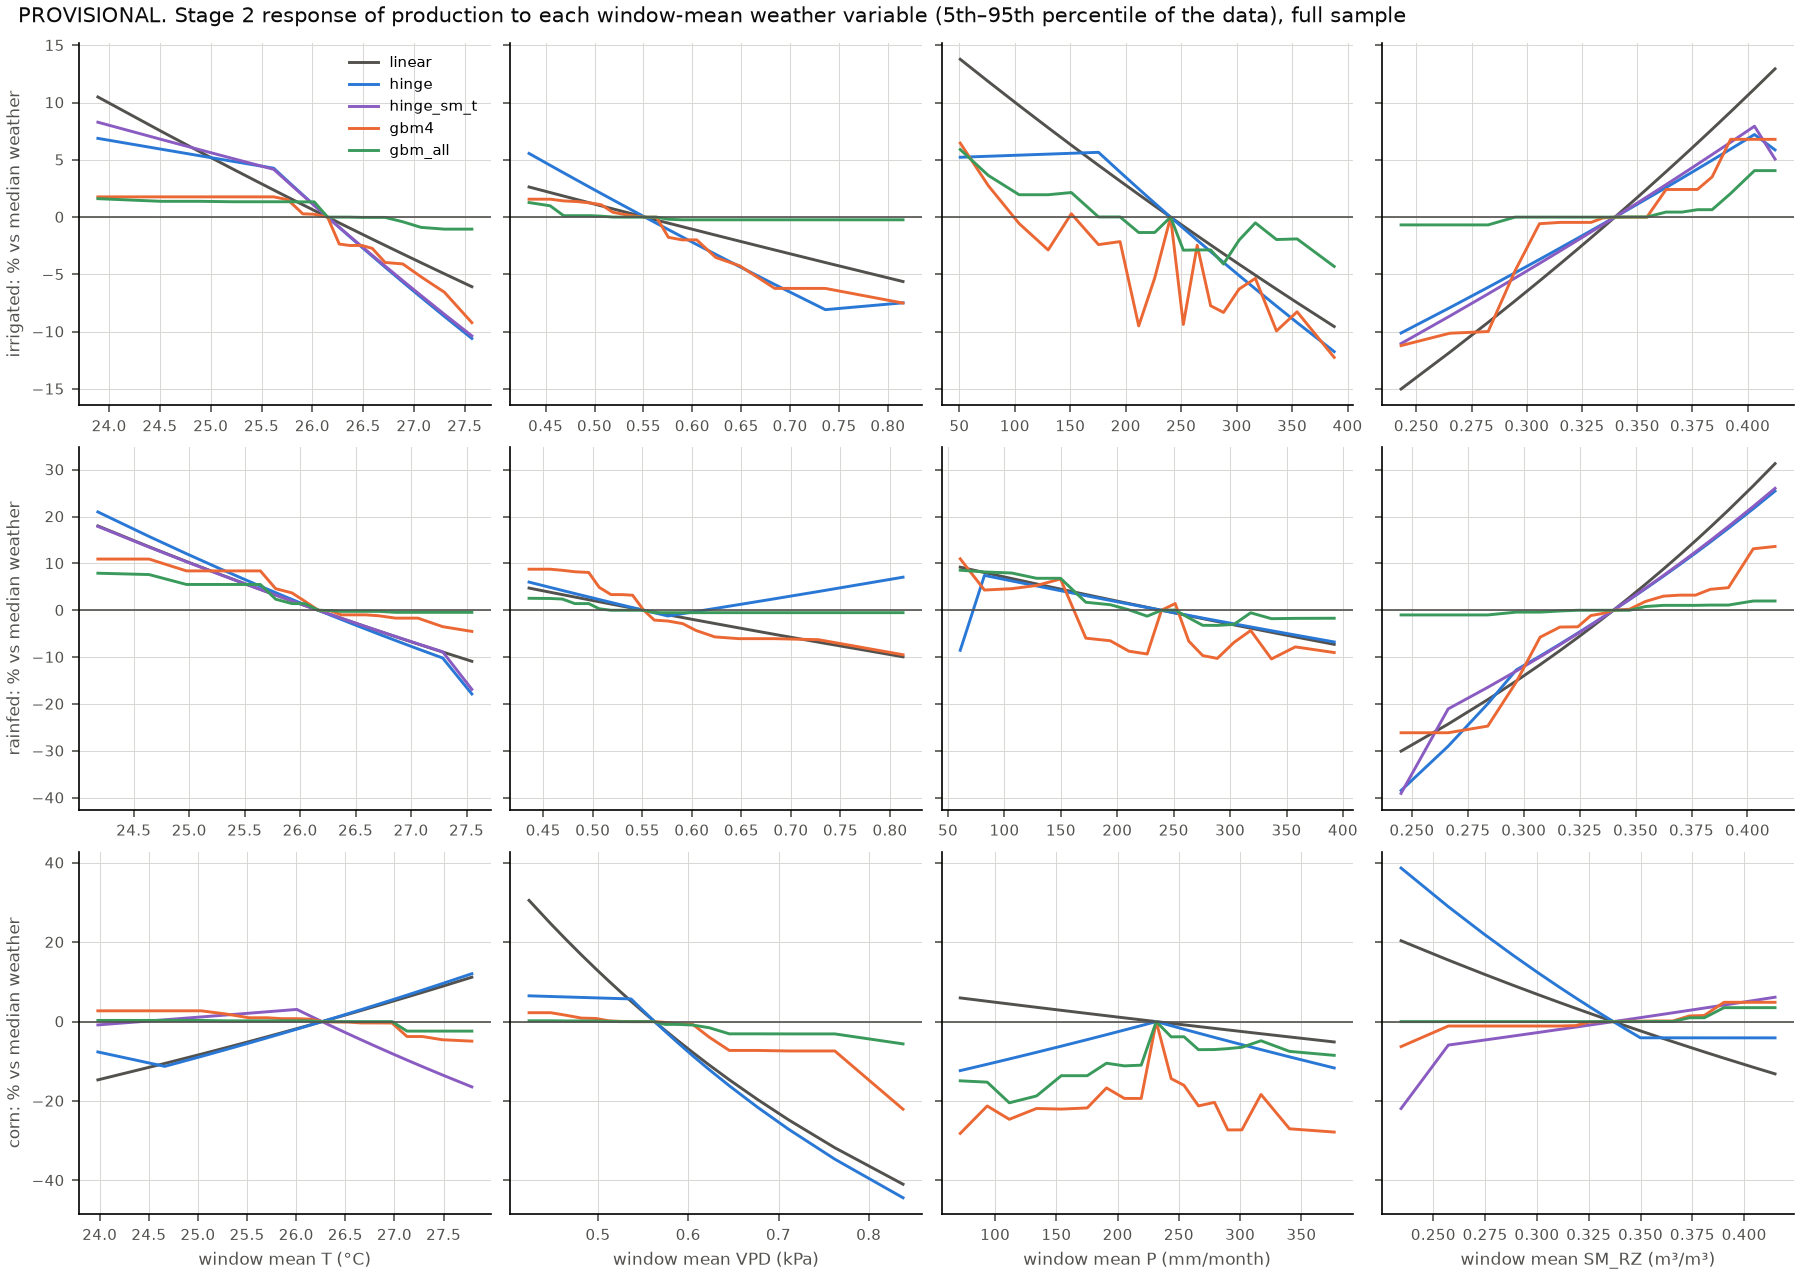 PROVISIONAL. Stage 2 response of production to each window-mean weather variable (5th–95th percentile of the data), full sample
irrigated: % vs median weather
15
10
5
0
−5
−10
−15
linear
hinge
hinge_sm_t
gbm4
gbm_all
24.0 24.5 25.0 25.5 26.0 26.5 27.0 27.5
0.45 0.50 0.55 0.60 0.65 0.70 0.75 0.80
50 100 150 200 250 300 350 400
0.250 0.275 0.300 0.325 0.350 0.375 0.400
rainfed: % vs median weather
30
20
10
0
−10
−20
−30
−40
24.5 25.0 25.5 26.0 26.5 27.0 27.5
0.45 0.50 0.55 0.60 0.65 0.70 0.75 0.80
50 100 150 200 250 300 350 400
0.250 0.275 0.300 0.325 0.350 0.375 0.400
corn: % vs median weather
40
20
0
−20
−40
24.0 24.5 25.0 25.5 26.0 26.5 27.0 27.5
window mean T (°C)
0.5 0.6 0.7 0.8
window mean VPD (kPa)
100 150 200 250 300 350
window mean P (mm/month)
0.250 0.275 0.300 0.325 0.350 0.375 0.400
window mean SM_RZ (m³/m³)